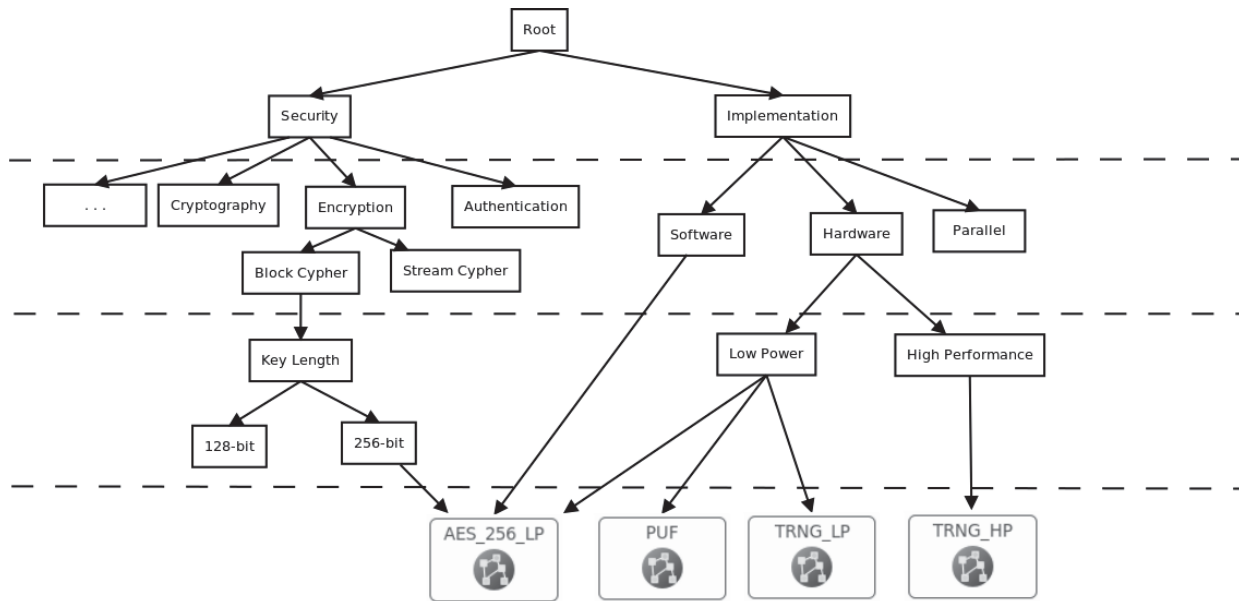 Root
Security
Implementation
. . .
Cryptography
Encryption
Authentication
Software
Hardware
Parallel
Block Cypher
Stream Cypher
Key Length
Low Power
High Performance
128-bit
256-bit
AES_256_LP
PUF
TRNG_LP
TRNG_HP